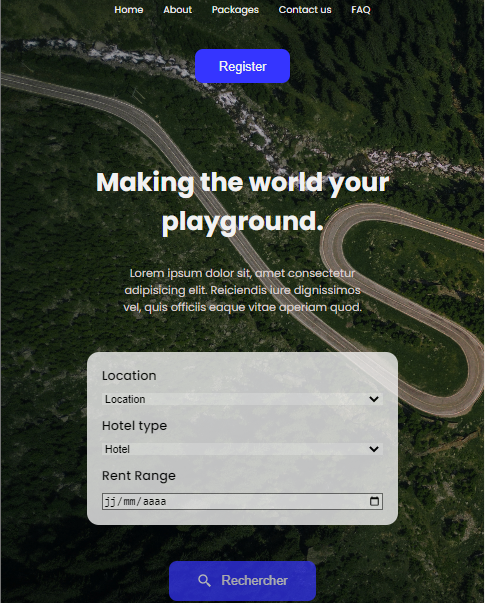 Home About Packages Contact us FAQ
Register
Making the world your
playground.
Lorem ipsum dolor sit, amet consectetur
adipisicing elit. Reiciendis iure dignissimos
vel, quis officiis eaque vitae aperiam quod.
Location
Location
Hotel type
Hotel
Rent Range
jj/mm/aaaa
Rechercher